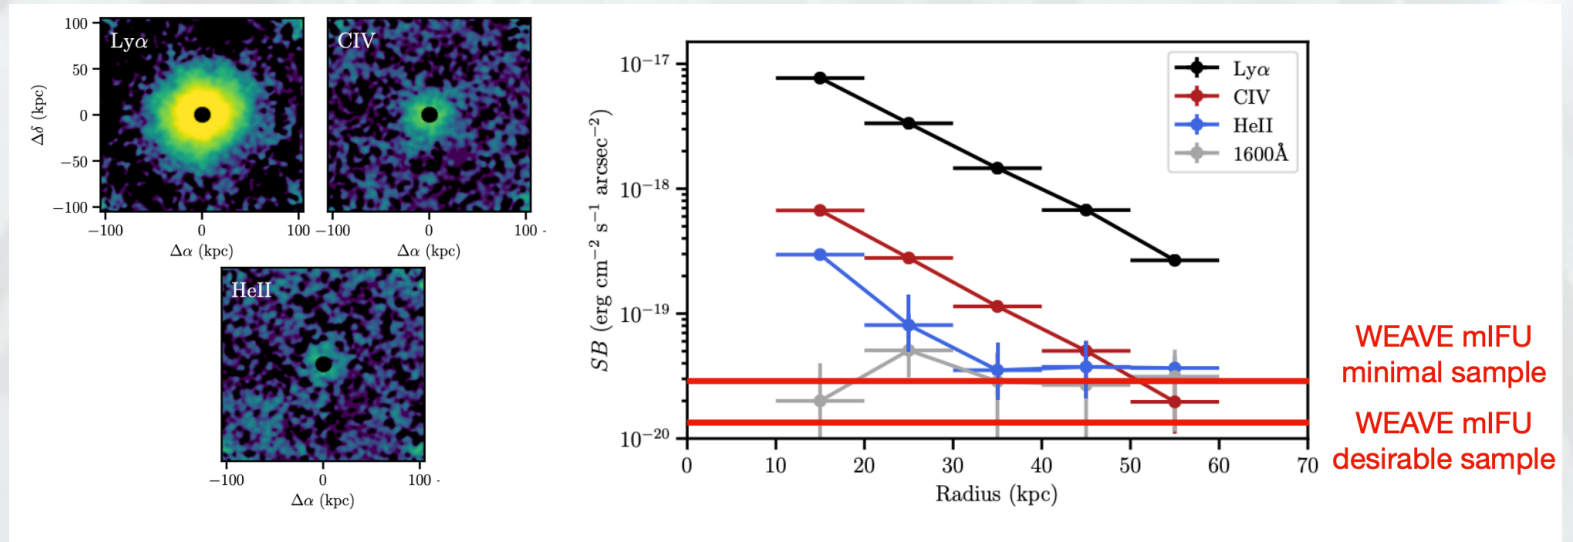 Lyα
CIV
100
50
0
−50
−100
Δδ (kpc)
−100
0
100
−100
0
100
Δα (kpc)
Δα (kpc)
HeII
−100
0
100
Δα (kpc)
10⁻¹⁷
10⁻¹⁸
10⁻¹⁹
10⁻²⁰
SB (erg cm⁻² s⁻¹ arcsec⁻²)
Lyα
CIV
HeII
1600Å
0
10
20
30
40
50
60
70
Radius (kpc)
WEAVE mIFU
minimal sample
WEAVE mIFU
desirable sample